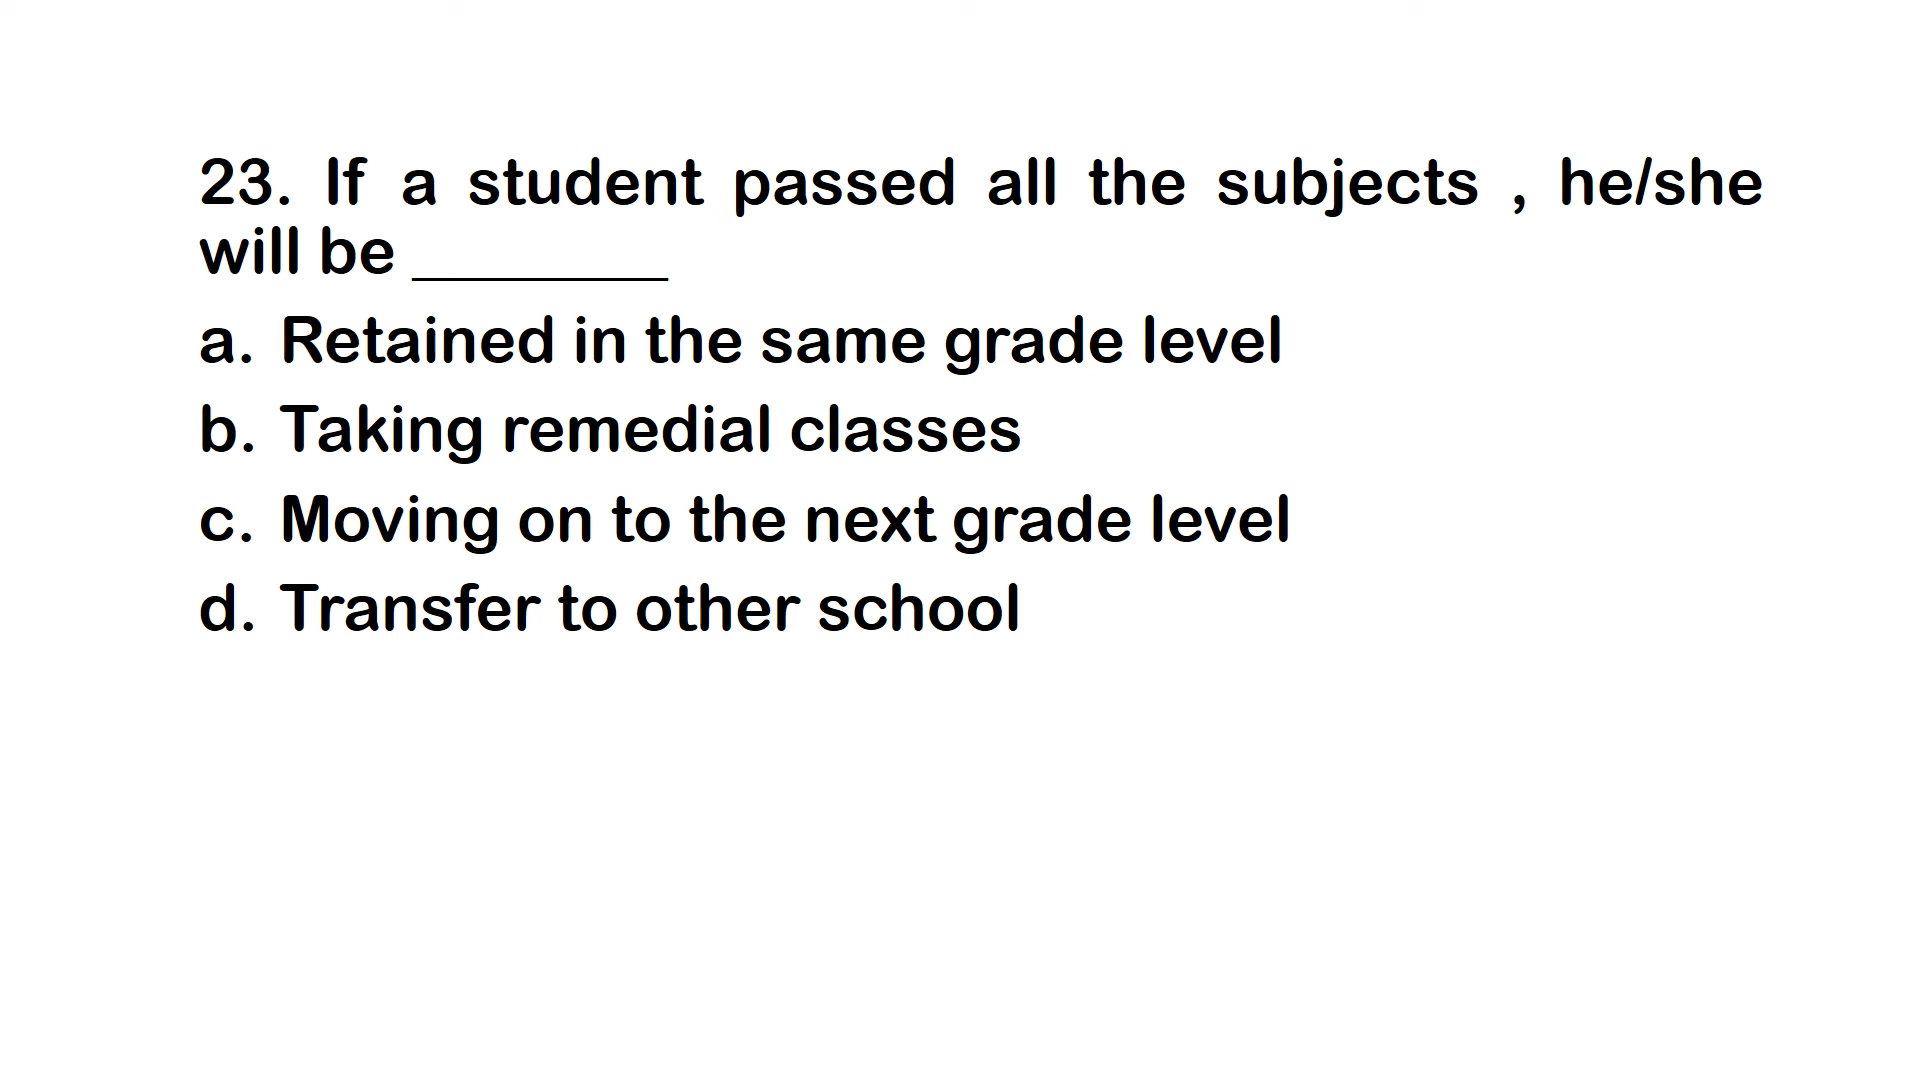 23. If a student passed all the subjects , he/she
will be ________
a. Retained in the same grade level
b. Taking remedial classes
c. Moving on to the next grade level
d. Transfer to other school